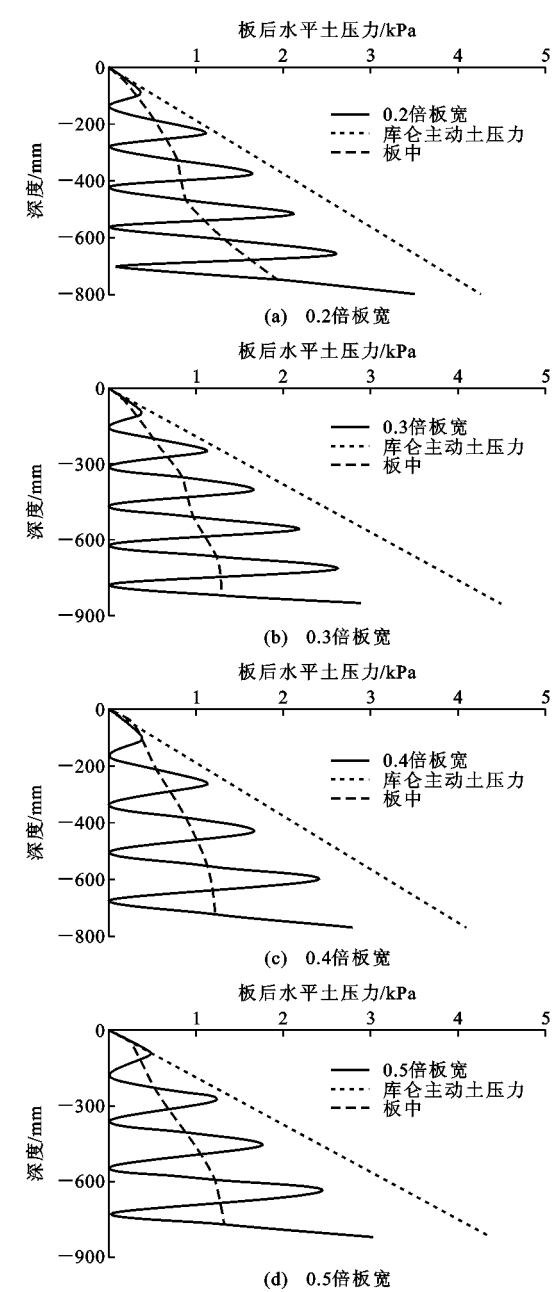 板后水平土压力/kPa
0 1 2 3 4 5
0
−200
−400
−600
−800
深度/mm
0.2倍板宽
库仑主动土压力
板中
(a) 0.2倍板宽
板后水平土压力/kPa
0 1 2 3 4 5
0
−300
−600
−900
深度/mm
0.3倍板宽
库仑主动土压力
板中
(b) 0.3倍板宽
板后水平土压力/kPa
0 1 2 3 4 5
0
−200
−400
−600
−800
深度/mm
0.4倍板宽
库仑主动土压力
板中
(c) 0.4倍板宽
板后水平土压力/kPa
0 1 2 3 4 5
0
−300
−600
−900
深度/mm
0.5倍板宽
库仑主动土压力
板中
(d) 0.5倍板宽